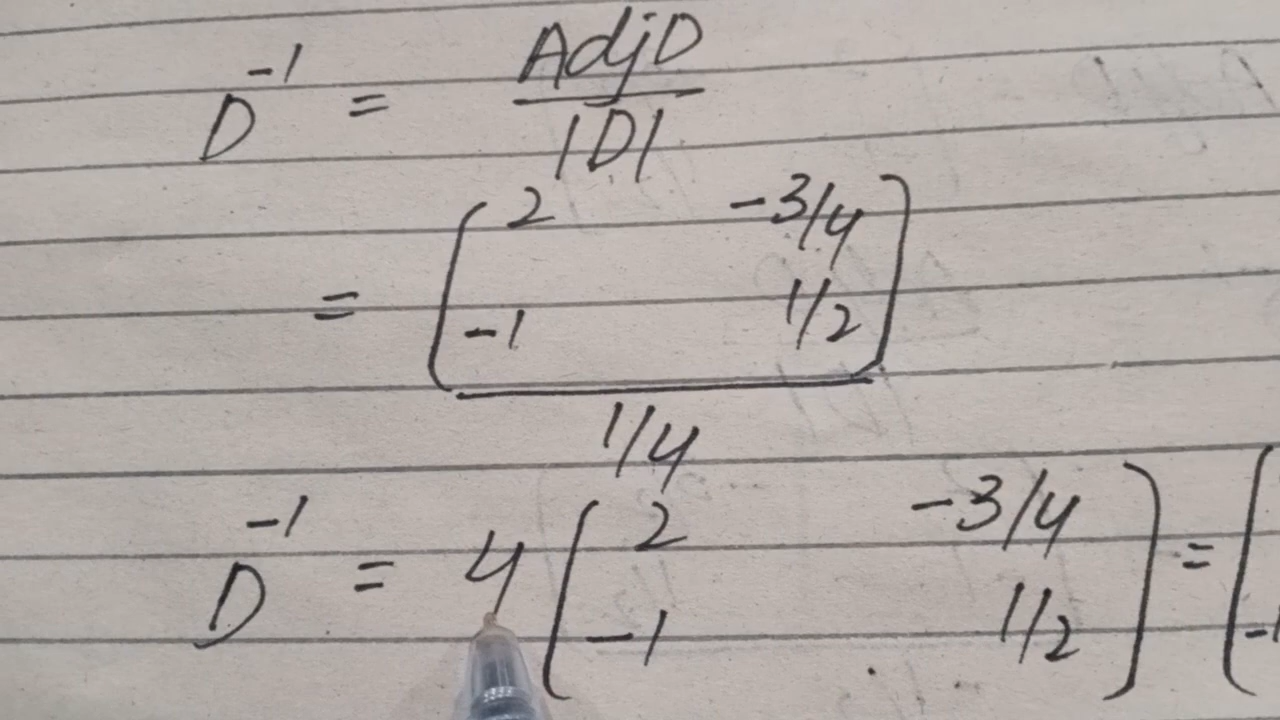 D⁻¹ = AdjD / |D|
= [2 -3/4
-1 1/2] / 1/4
D⁻¹ = 4 [2 -3/4
-1 1/2] = [